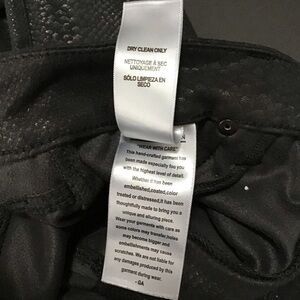 DRY CLEAN ONLY
NETTOYAGE À SEC
UNIQUEMENT
SÓLO LIMPIEZA EN
SECO
"WEAR WITH CARE"
This hand-crafted garment has
been made especially for you with
the highest level of detail.
Whether it has been
embellished,coated,color
treated or distressed,it has been
thoughtfully made to bring you a
unique and alluring piece.
Wear your garments with care as
some colors may transfer,holes
may become bigger and
embellishments may cause
scratches. We are not liable for
any damages produced by this
garment during wear.
- GA